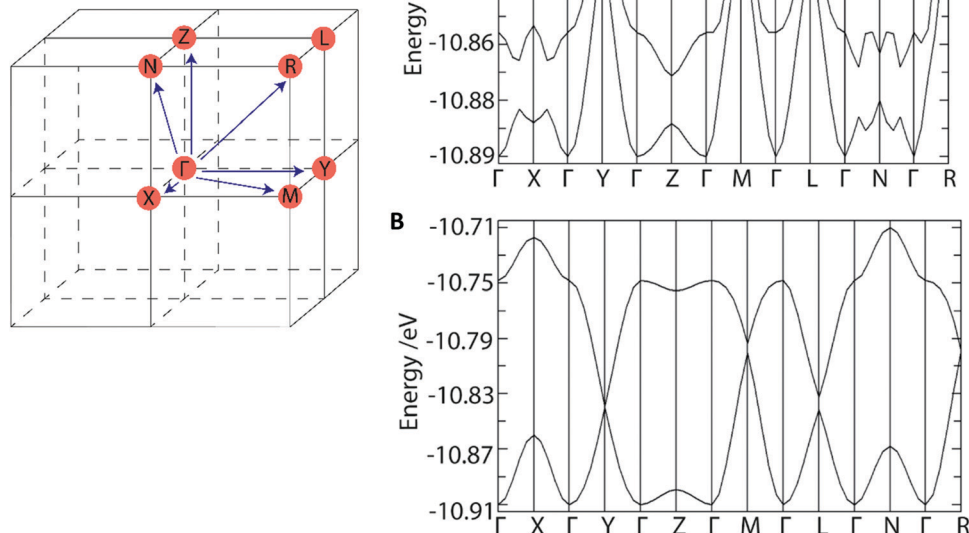 Z
L
N
R
Γ
Y
X
M
Energy
-10.86
-10.88
-10.89
Γ X Γ Y Γ Z Γ M Γ L Γ N Γ R
B
Energy /eV
-10.71
-10.75
-10.79
-10.83
-10.87
-10.91
Γ X Γ Y Γ Z Γ M Γ L Γ N Γ R